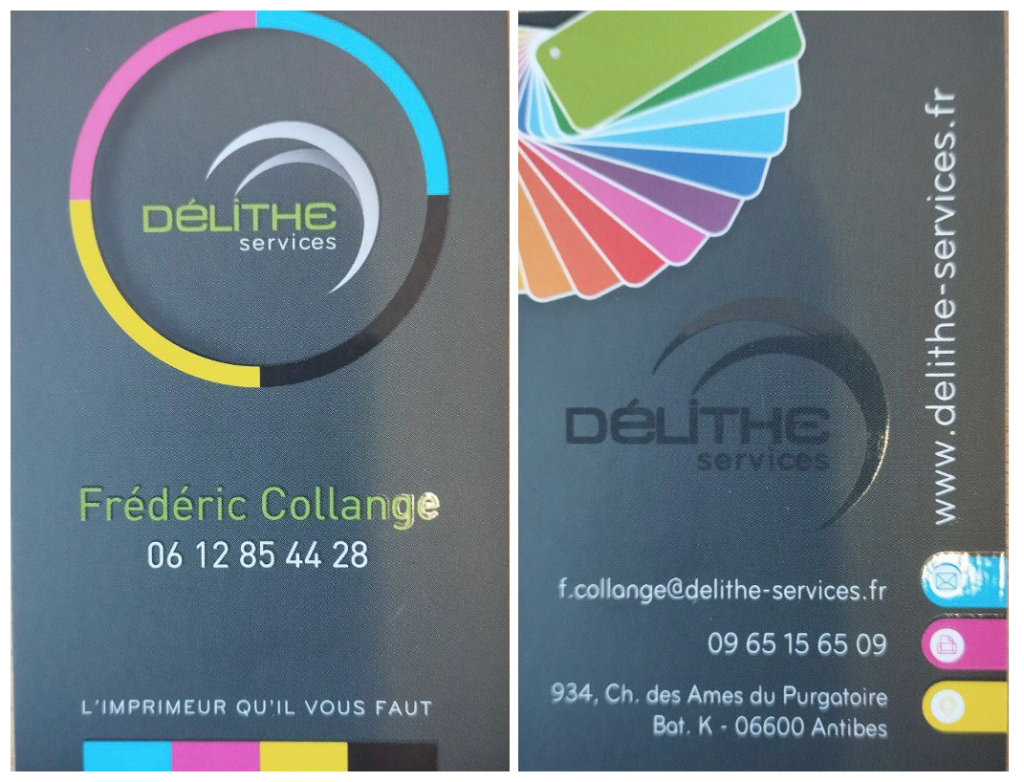 DÉLITHE
services
Frédéric Collange
06 12 85 44 28
L'IMPRIMEUR QU'IL VOUS FAUT
www.delithe-services.fr
DÉLITHE
services
f.collange@delithe-services.fr
09 65 15 65 09
934, Ch. des Ames du Purgatoire
Bat. K - 06600 Antibes